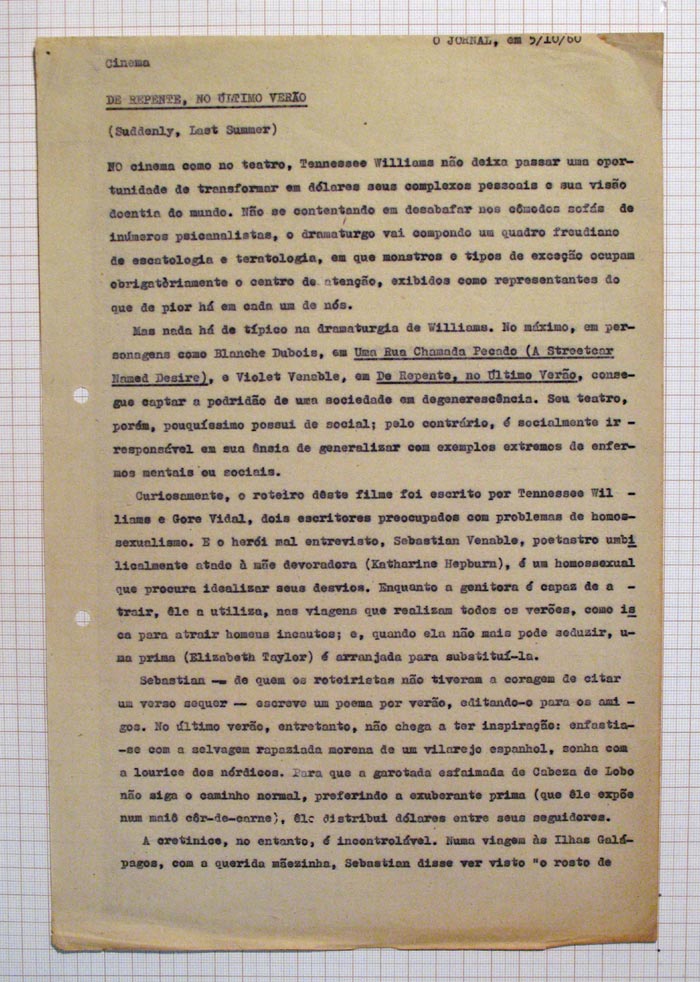 O JORNAL, em 5/10/60
Cinema
DE REPENTE, NO ÚLTIMO VERÃO
(Suddenly, Last Summer)
NO cinema como no teatro, Tennessee Williams não deixa passar uma opor-
tunidade de transformar em dólares seus complexos pessoais e sua visão
doentia do mundo. Não se contentando em desabafar nos cômodos sofás de
inúmeros psicanalistas, o dramaturgo vai compondo um quadro freudiano
de escatologia e teratologia, em que monstros e tipos de exceção ocupam
obrigatòriamente o centro de atenção, exibidos como representantes do
que de pior há em cada um de nós.
Mas nada há de típico na dramaturgia de Williams. No máximo, em per-
sonagens como Blanche Dubois, em Uma Rua Chamada Pecado (A Streetcar
Named Desire), e Violet Venable, em De Repente, no Último Verão, conse-
gue captar a podridão de uma sociedade em degenerescência. Seu teatro,
porém, pouquíssimo possui de social; pelo contrário, é socialmente ir -
responsável em sua ânsia de generalizar com exemplos extremos de enfer-
mos mentais ou sociais.
Curiosamente, o roteiro dêste filme foi escrito por Tennessee Wil -
liams e Gore Vidal, dois escritores preocupados com problemas de homos-
sexualismo. E o herói mal entrevisto, Sebastian Venable, poetastro umbi
licalmente atado à mãe devoradora (Katharine Hepburn), é um homossexual
que procura idealizar seus desvios. Enquanto a genitora é capaz de a -
trair, êle a utiliza, nas viagens que realizam todos os verões, como is
ca para atrair homens incautos; e, quando ela não mais pode seduzir, u-
ma prima (Elizabeth Taylor) é arranjada para substituí-la.
Sebastian — de quem os roteiristas não tiveram a coragem de citar
um verso sequer — escreve um poema por verão, editando-o para os ami -
gos. No último verão, entretanto, não chega a ter inspiração: enfastia-
-se com a selvagem rapaziada morena de um vilarejo espanhol, sonha com
a lourice dos nórdicos. Para que a garotada esfaimada de Cabeza de Lobo
não siga o caminho normal, preferindo a exuberante prima (que êle expõe
num maiô côr-de-carne), êle distribui dólares entre seus seguidores.
A cretinice, no entanto, é incontrolável. Numa viagem às Ilhas Galá-
pagos, com a querida mãezinha, Sebastian disse ver visto "o rosto de